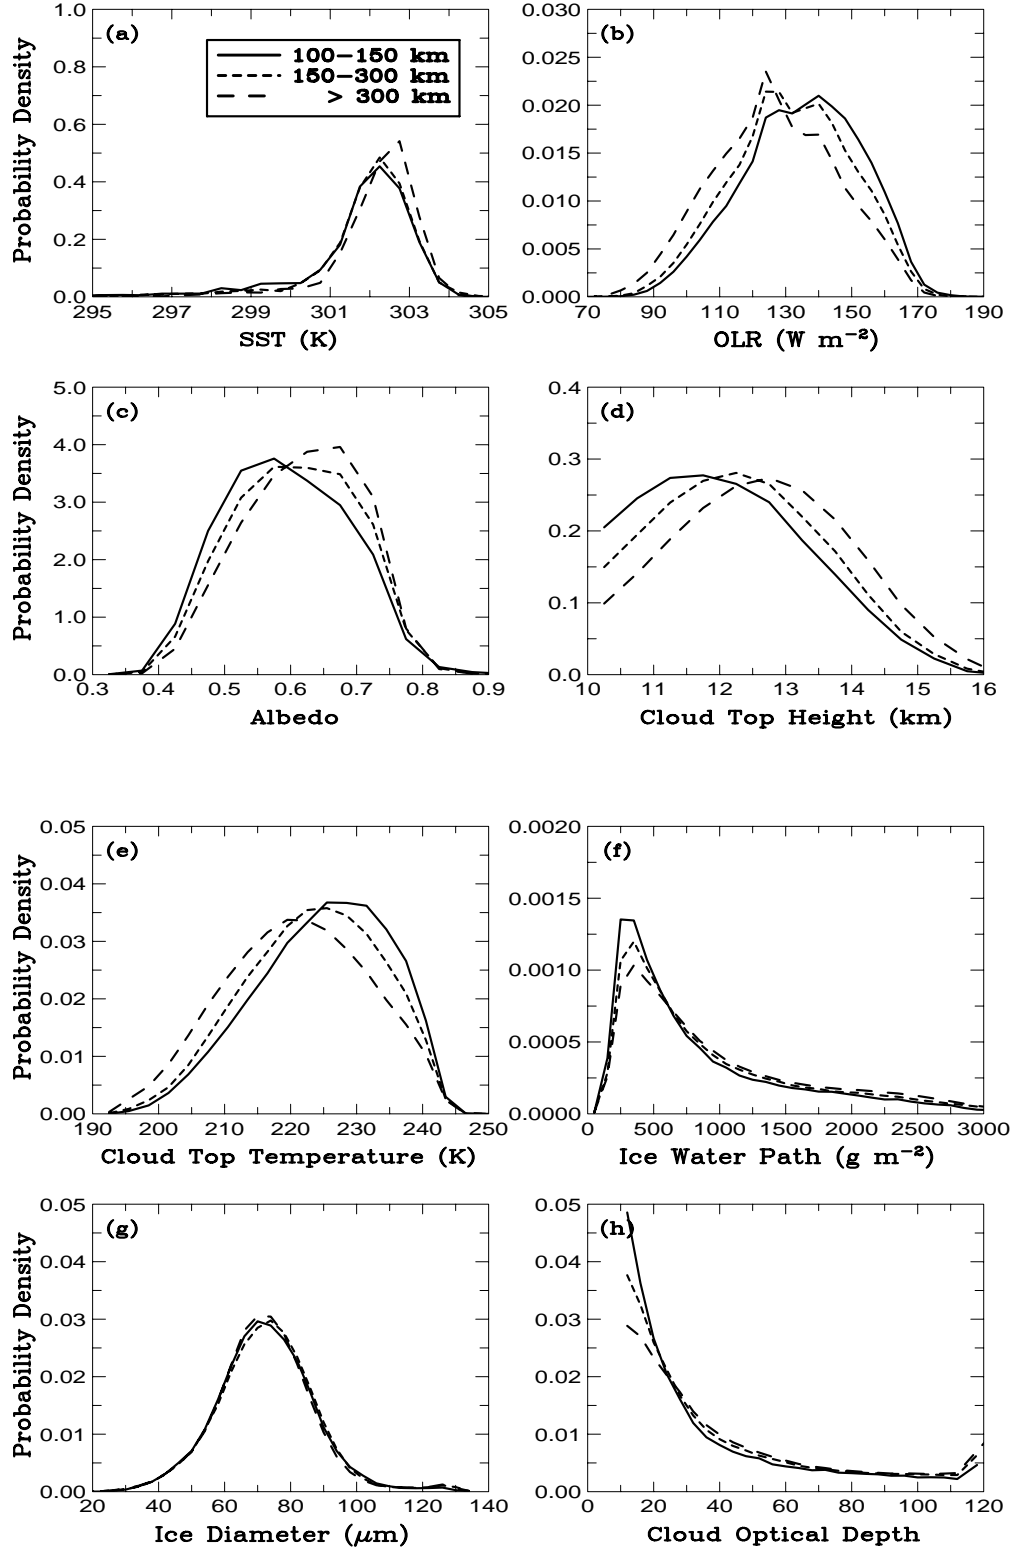 1.0
0.8
0.6
0.4
0.2
0.0
Probability Density
(a)
100-150 km
150-300 km
> 300 km
295 297 299 301 303 305
SST (K)
0.030
0.025
0.020
0.015
0.010
0.005
0.000
(b)
70 90 110 130 150 170 190
OLR (W m⁻²)
5.0
4.0
3.0
2.0
1.0
0.0
Probability Density
(c)
0.3 0.4 0.5 0.6 0.7 0.8 0.9
Albedo
0.4
0.3
0.2
0.1
0.0
(d)
10 11 12 13 14 15 16
Cloud Top Height (km)
0.05
0.04
0.03
0.02
0.01
0.00
Probability Density
(e)
190 200 210 220 230 240 250
Cloud Top Temperature (K)
0.0020
0.0015
0.0010
0.0005
0.0000
(f)
0 500 1000 1500 2000 2500 3000
Ice Water Path (g m⁻²)
0.05
0.04
0.03
0.02
0.01
0.00
Probability Density
(g)
20 40 60 80 100 120 140
Ice Diameter (μm)
0.05
0.04
0.03
0.02
0.01
0.00
(h)
0 20 40 60 80 100 120
Cloud Optical Depth